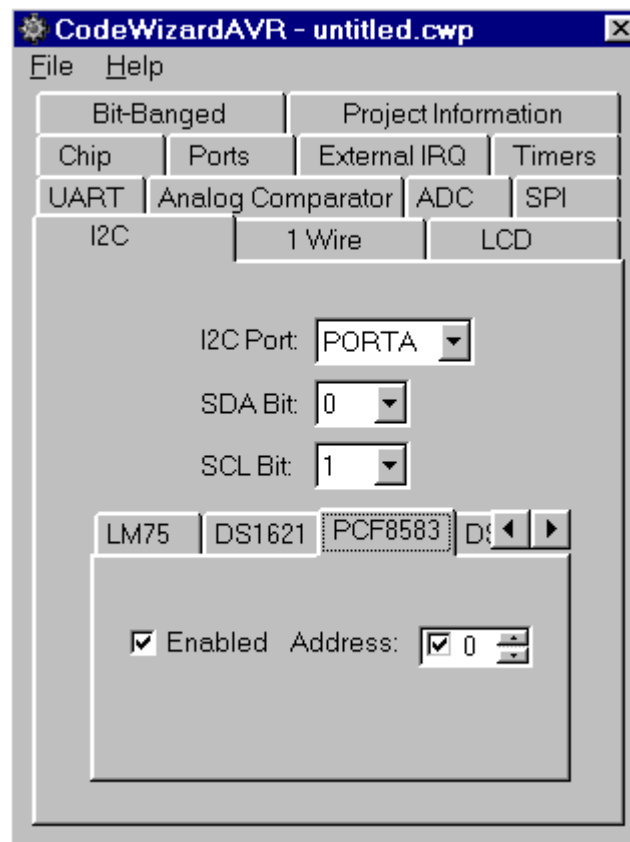 CodeWizardAVR - untitled.cwp
File Help
Bit-Banged Project Information
Chip Ports External IRQ Timers
UART Analog Comparator ADC SPI
I2C 1 Wire LCD
I2C Port: PORTA
SDA Bit: 0
SCL Bit: 1
LM75 DS1621 PCF8583
Enabled Address: 0